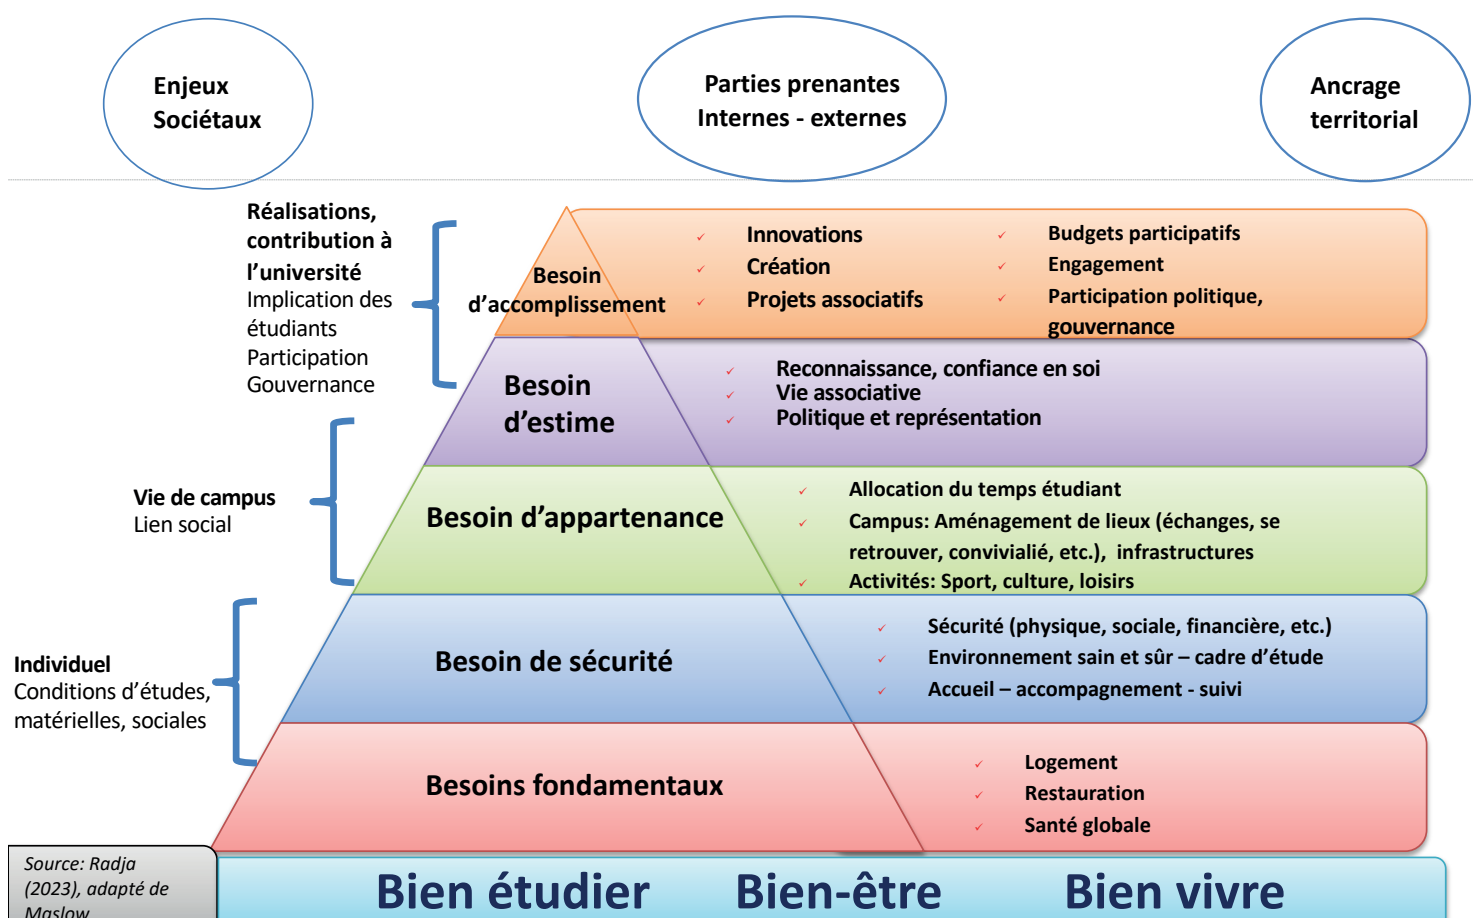 Enjeux
Sociétaux
Parties prenantes
Internes - externes
Ancrage
territorial
Réalisations,
contribution à
l’université
Implication des
étudiants
Participation
Gouvernance
Besoin
d’accomplissement
Innovations
Création
Projets associatifs
Budgets participatifs
Engagement
Participation politique,
gouvernance
Besoin
d’estime
Reconnaissance, confiance en soi
Vie associative
Politique et représentation
Vie de campus
Lien social
Besoin d’appartenance
Allocation du temps étudiant
Campus: Aménagement de lieux (échanges, se
retrouver, convivialié, etc.), infrastructures
Activités: Sport, culture, loisirs
Individuel
Conditions d’études,
matérielles, sociales
Besoin de sécurité
Sécurité (physique, sociale, financière, etc.)
Environnement sain et sûr – cadre d’étude
Accueil – accompagnement - suivi
Besoins fondamentaux
Logement
Restauration
Santé globale
Source: Radja
(2023), adapté de
Maslow
Bien étudier Bien-être Bien vivre